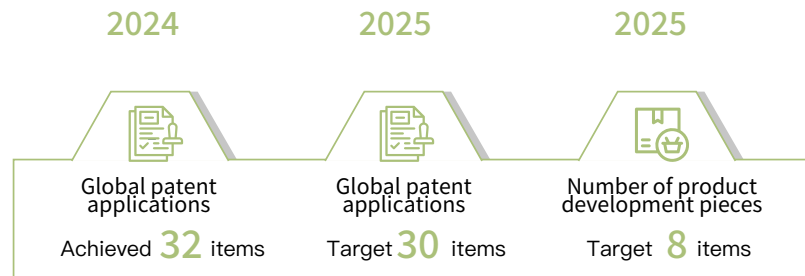 2024
Global patent
applications
Achieved 32 items
2025
Global patent
applications
Target 30 items
2025
Number of product
development pieces
Target 8 items